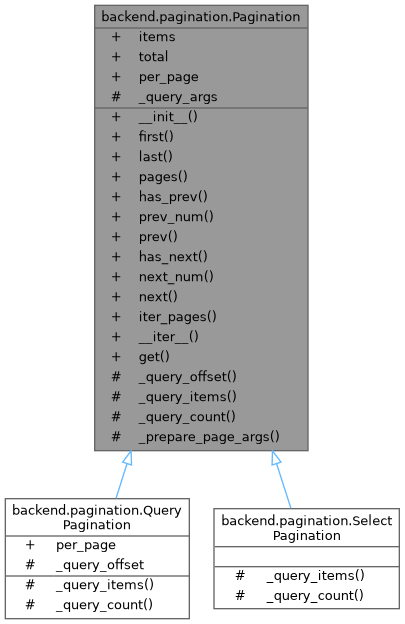 backend.pagination.Pagination
+ items
+ total
+ per_page
# _query_args
+ __init__()
+ first()
+ last()
+ pages()
+ has_prev()
+ prev_num()
+ prev()
+ has_next()
+ next_num()
+ next()
+ iter_pages()
+ __iter__()
+ get()
# _query_offset()
# _query_items()
# _query_count()
# _prepare_page_args()
backend.pagination.Query
Pagination
+ per_page
# _query_offset
# _query_items()
# _query_count()
backend.pagination.Select
Pagination
# _query_items()
# _query_count()